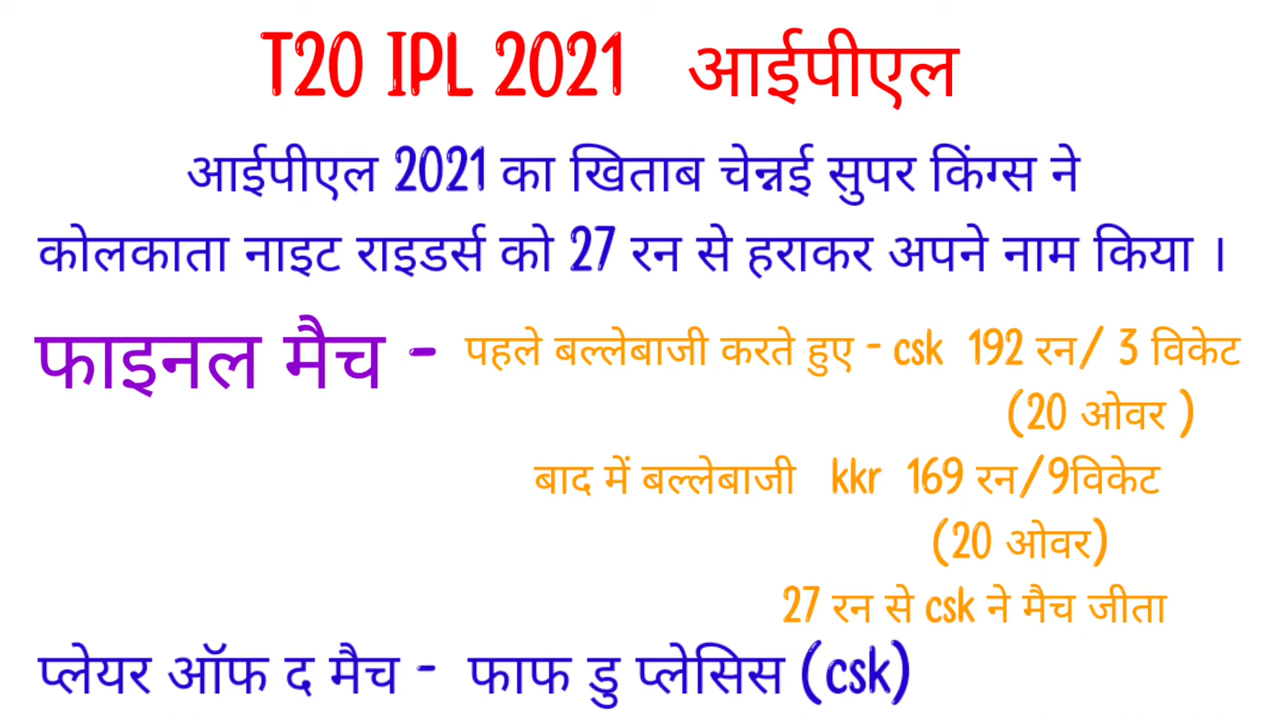 T20 IPL 2021 आईपीएल
आईपीएल 2021 का खिताब चेन्नई सुपर किंग्स ने
कोलकाता नाइट राइडर्स को 27 रन से हराकर अपने नाम किया ।
फाइनल मैच - पहले बल्लेबाजी करते हुए - csk 192 रन/ 3 विकेट
(20 ओवर )
बाद में बल्लेबाजी kkr 169 रन/9विकेट
(20 ओवर)
27 रन से csk ने मैच जीता
प्लेयर ऑफ द मैच - फाफ डु प्लेसिस (csk)